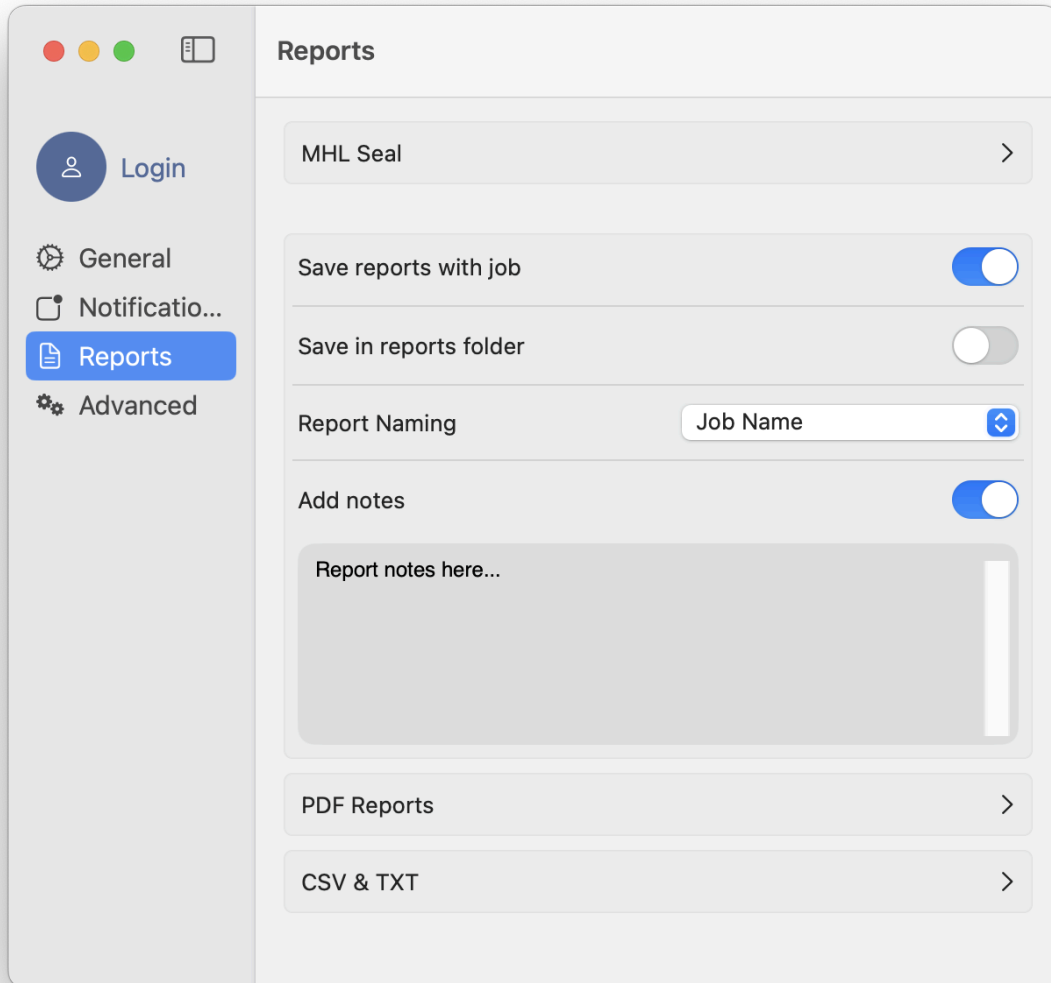 Reports
Login
General
Notificatio...
Reports
Advanced
MHL Seal
Save reports with job
Save in reports folder
Report Naming
Job Name
Add notes
Report notes here...
PDF Reports
CSV & TXT